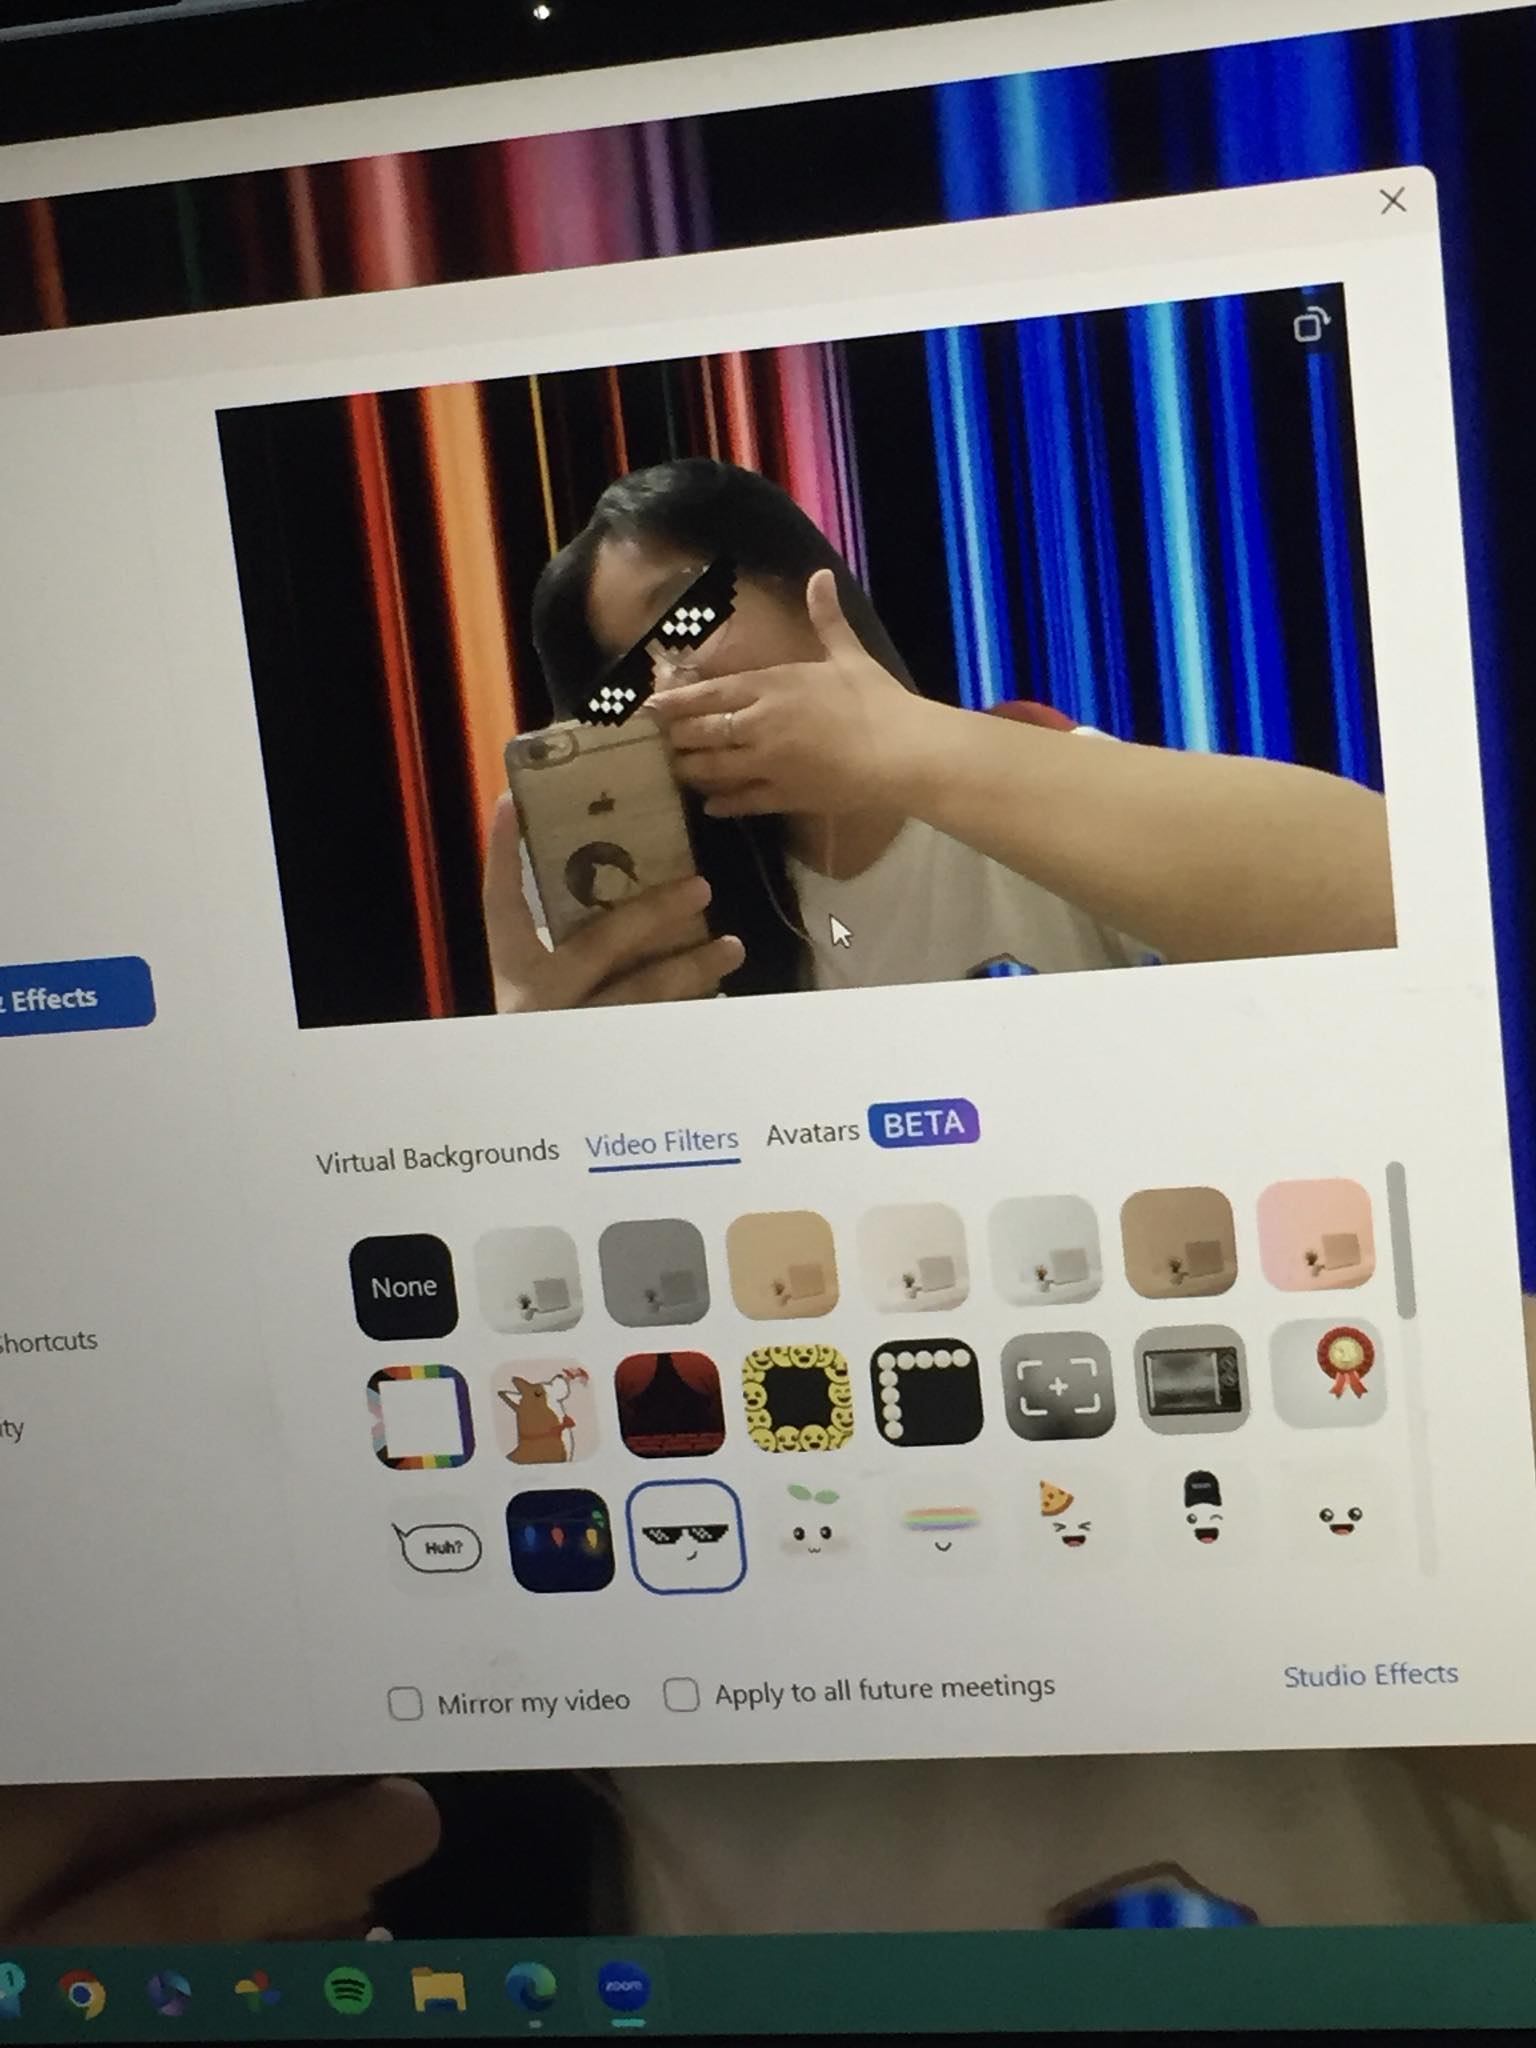 Effects
Virtual Backgrounds Video Filters Avatars BETA
None
Shortcuts
Huh?
Mirror my video Apply to all future meetings Studio Effects
1
zoom